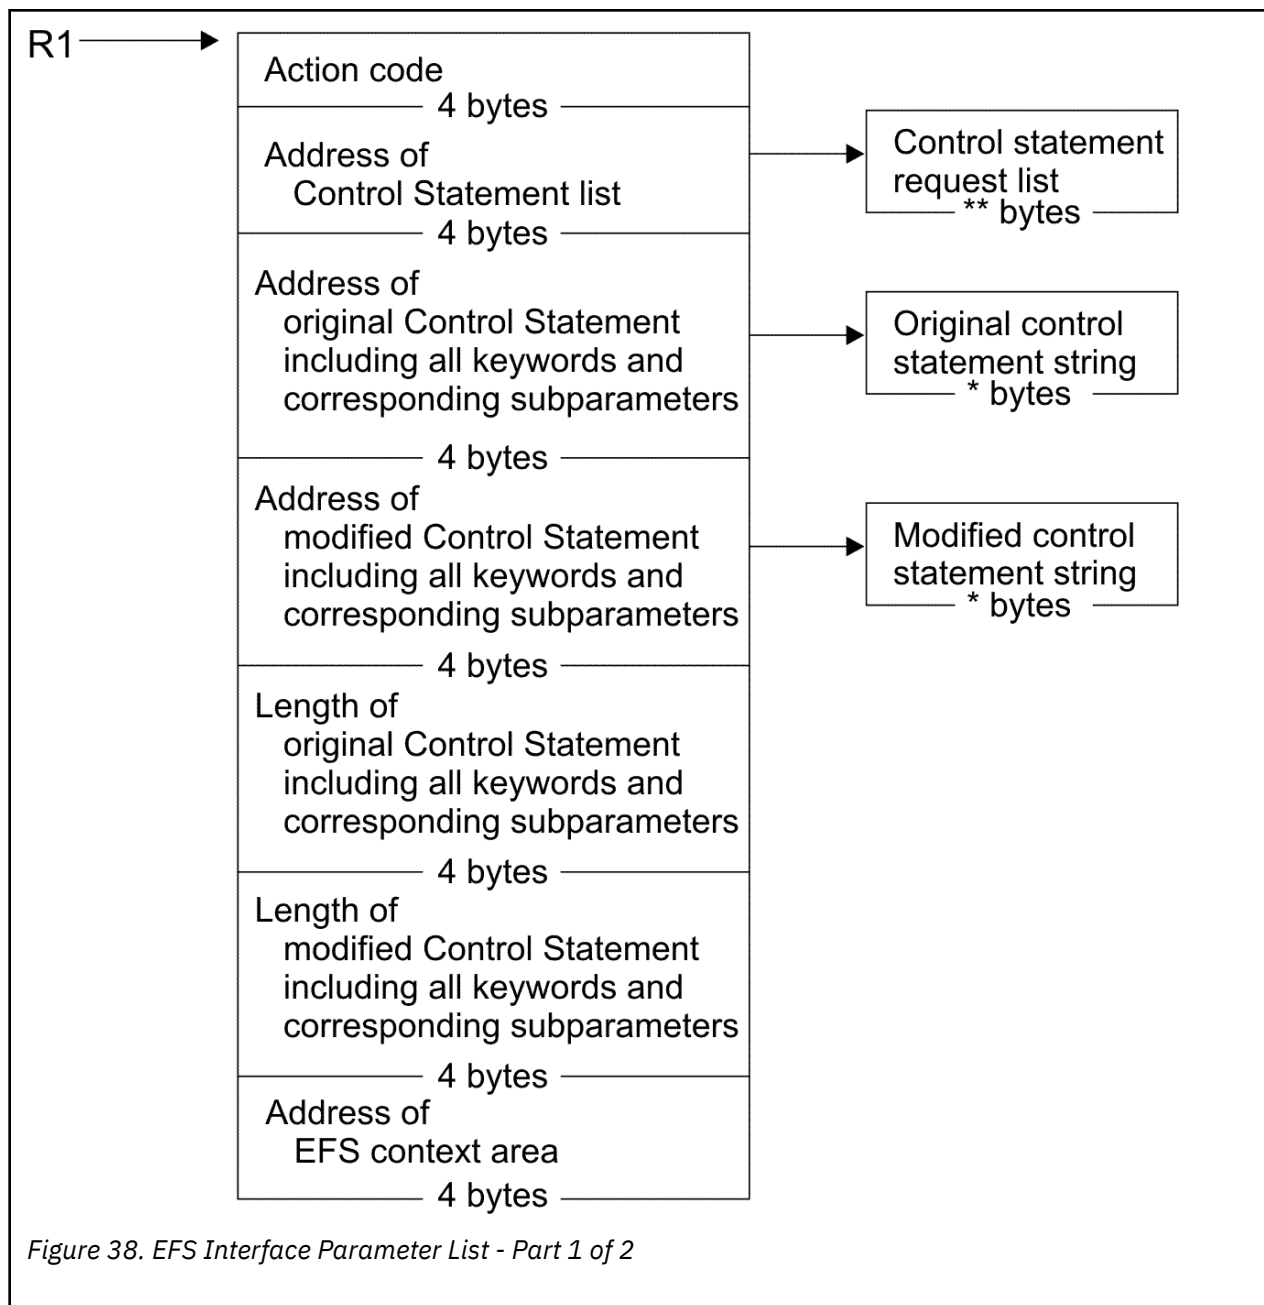 R1
Action code
4 bytes
Address of
Control Statement list
4 bytes
Control statement
request list
** bytes
Address of
original Control Statement
including all keywords and
corresponding subparameters
4 bytes
Original control
statement string
* bytes
Address of
modified Control Statement
including all keywords and
corresponding subparameters
4 bytes
Modified control
statement string
* bytes
Length of
original Control Statement
including all keywords and
corresponding subparameters
4 bytes
Length of
modified Control Statement
including all keywords and
corresponding subparameters
4 bytes
Address of
EFS context area
4 bytes
Figure 38. EFS Interface Parameter List - Part 1 of 2